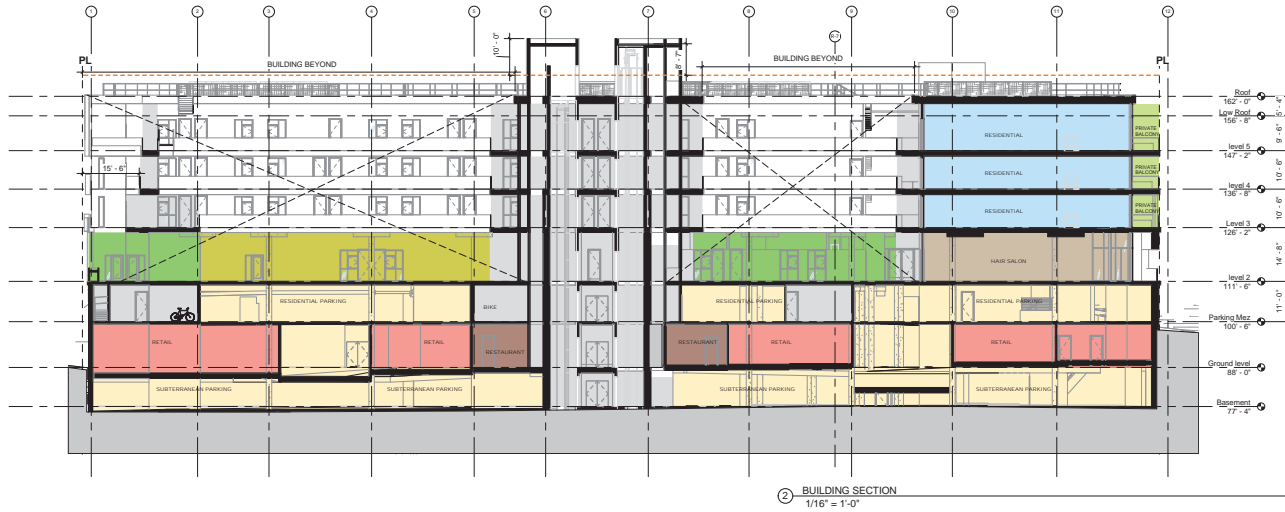 1 2 3 4 5 6 7 8 R-7 9 10 11 12
10' - 0"
8' - 7"
PL
BUILDING BEYOND
BUILDING BEYOND
PL
Roof
162' - 0"
5' - 4"
Low Roof
156' - 8"
9' - 6"
RESIDENTIAL
PRIVATE
BALCONY
level 5
147' - 2"
15' - 6"
RESIDENTIAL
PRIVATE
BALCONY
10' - 6"
level 4
136' - 8"
RESIDENTIAL
PRIVATE
BALCONY
10' - 6"
Level 3
126' - 2"
HAIR SALON
14' - 8"
level 2
111' - 6"
RESIDENTIAL PARKING
BIKE
RESIDENTIAL PARKING
RESIDENTIAL PARKING
11' - 0"
Parking Mez
100' - 6"
RETAIL
RETAIL
RESTAURANT
RESTAURANT
RETAIL
RETAIL
Ground level
88' - 0"
SUBTERRANEAN PARKING
SUBTERRANEAN PARKING
SUBTERRANEAN PARKING
SUBTERRANEAN PARKING
Basement
77' - 4"
2 BUILDING SECTION
1/16" = 1'-0"